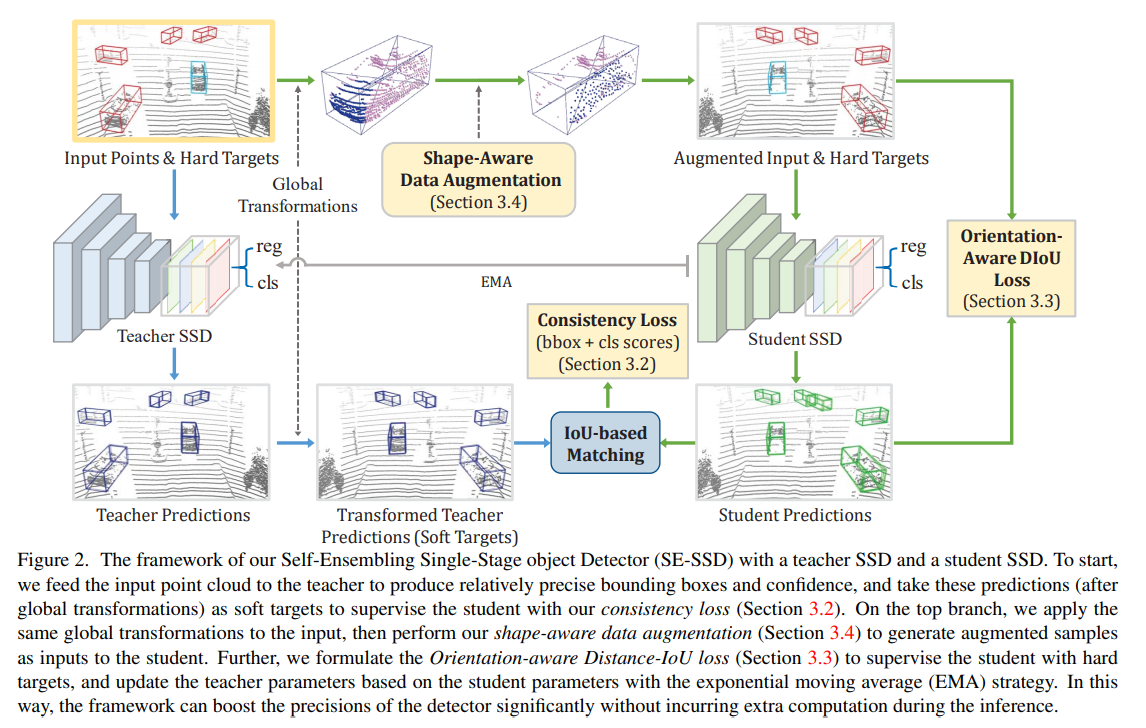 Input Points & Hard Targets
Global
Transformations
Shape-Aware
Data Augmentation
(Section 3.4)
Augmented Input & Hard Targets
reg
cls
Teacher SSD
EMA
reg
cls
Student SSD
Orientation-
Aware DIoU
Loss
(Section 3.3)
Consistency Loss
(bbox + cls scores)
(Section 3.2)
IoU-based
Matching
Teacher Predictions
Transformed Teacher
Predictions (Soft Targets)
Student Predictions
Figure 2. The framework of our Self-Ensembling Single-Stage object Detector (SE-SSD) with a teacher SSD and a student SSD. To start,
we feed the input point cloud to the teacher to produce relatively precise bounding boxes and confidence, and take these predictions (after
global transformations) as soft targets to supervise the student with our consistency loss (Section 3.2). On the top branch, we apply the
same global transformations to the input, then perform our shape-aware data augmentation (Section 3.4) to generate augmented samples
as inputs to the student. Further, we formulate the Orientation-aware Distance-IoU loss (Section 3.3) to supervise the student with hard
targets, and update the teacher parameters based on the student parameters with the exponential moving average (EMA) strategy. In this
way, the framework can boost the precisions of the detector significantly without incurring extra computation during the inference.